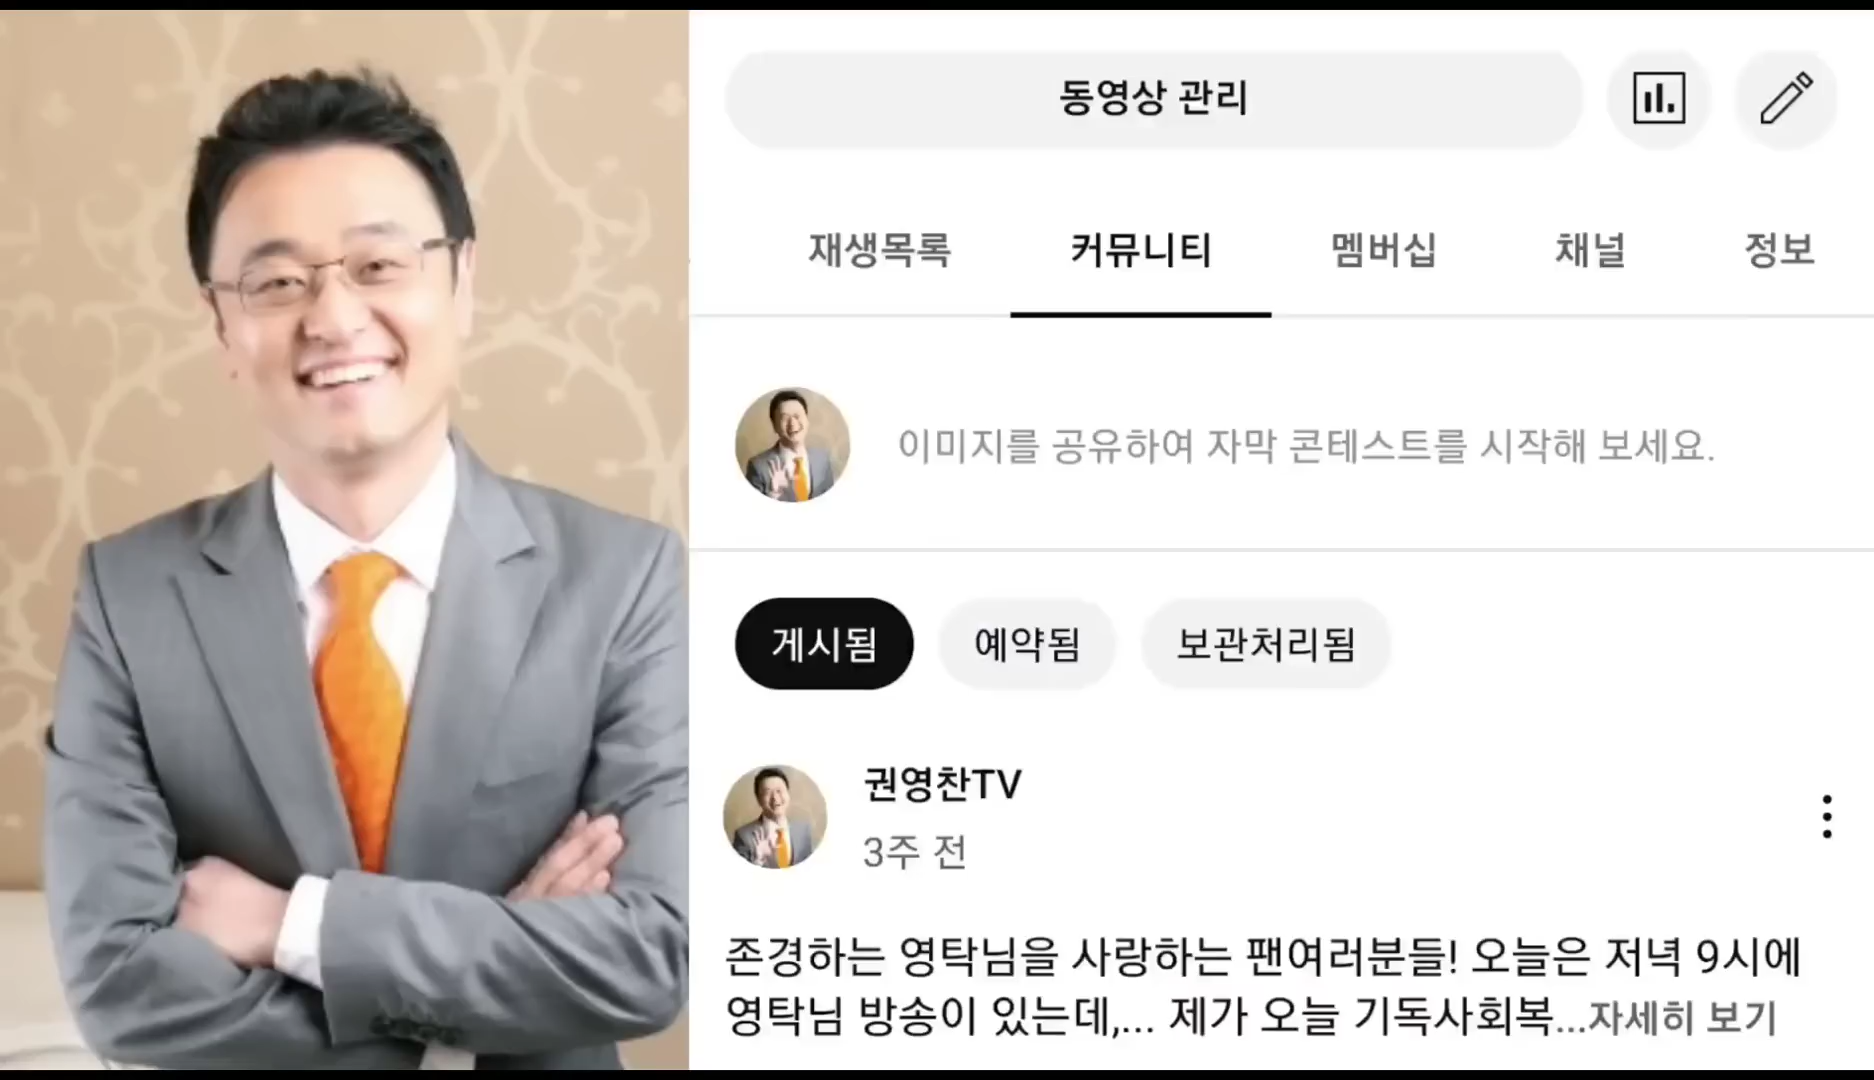 동영상 관리
재생목록 커뮤니티 멤버십 채널 정보
이미지를 공유하여 자막 콘테스트를 시작해 보세요.
게시됨 예약됨 보관처리됨
권영찬TV
3주 전
존경하는 영탁님을 사랑하는 팬여러분들! 오늘은 저녁 9시에
영탁님 방송이 있는데,... 제가 오늘 기독사회복...자세히 보기